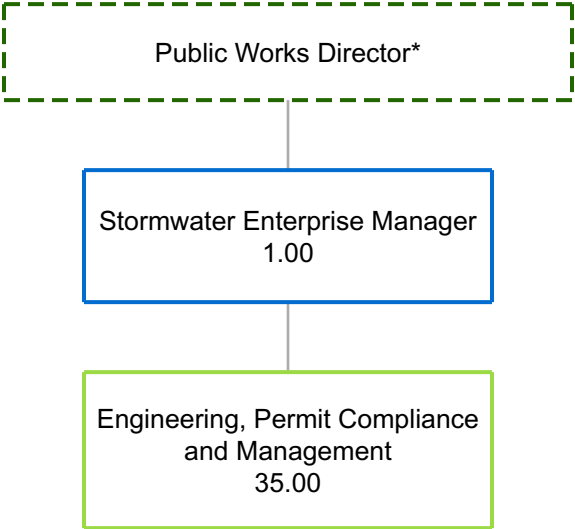 Public Works Director*
Stormwater Enterprise Manager
1.00
Engineering, Permit Compliance
and Management
35.00